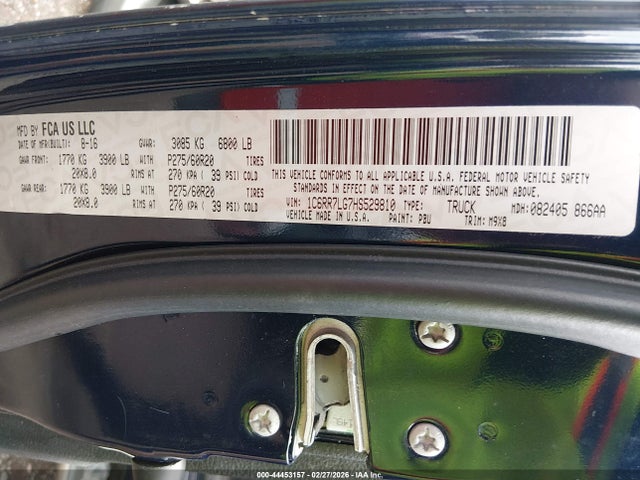 MFD BY FCA US LLC
DATE OF MFR(BUILT): 8-16 GVWR: 3085 KG 6800 LB
GAWR FRONT: 1770 KG 3900 LB WITH P275/60R20 TIRES
20X8.0 RIMS AT 270 KPA ( 39 PSI) COLD
GAWR REAR: 1770 KG 3900 LB WITH P275/60R20 TIRES
20X8.0 RIMS AT 270 KPA ( 39 PSI) COLD
THIS VEHICLE CONFORMS TO ALL APPLICABLE U.S.A. FEDERAL MOTOR VEHICLE SAFETY
STANDARDS IN EFFECT ON THE DATE OF MANUFACTURE SHOWN ABOVE.
VIN: 1C6RR7LG7HS529810 TYPE: TRUCK MDH: 082405 866AA
VEHICLE MADE IN U.S.A. PAINT: PBU TRIM: M9X8
000-44453157 - 02/27/2026 - Copart, Inc.